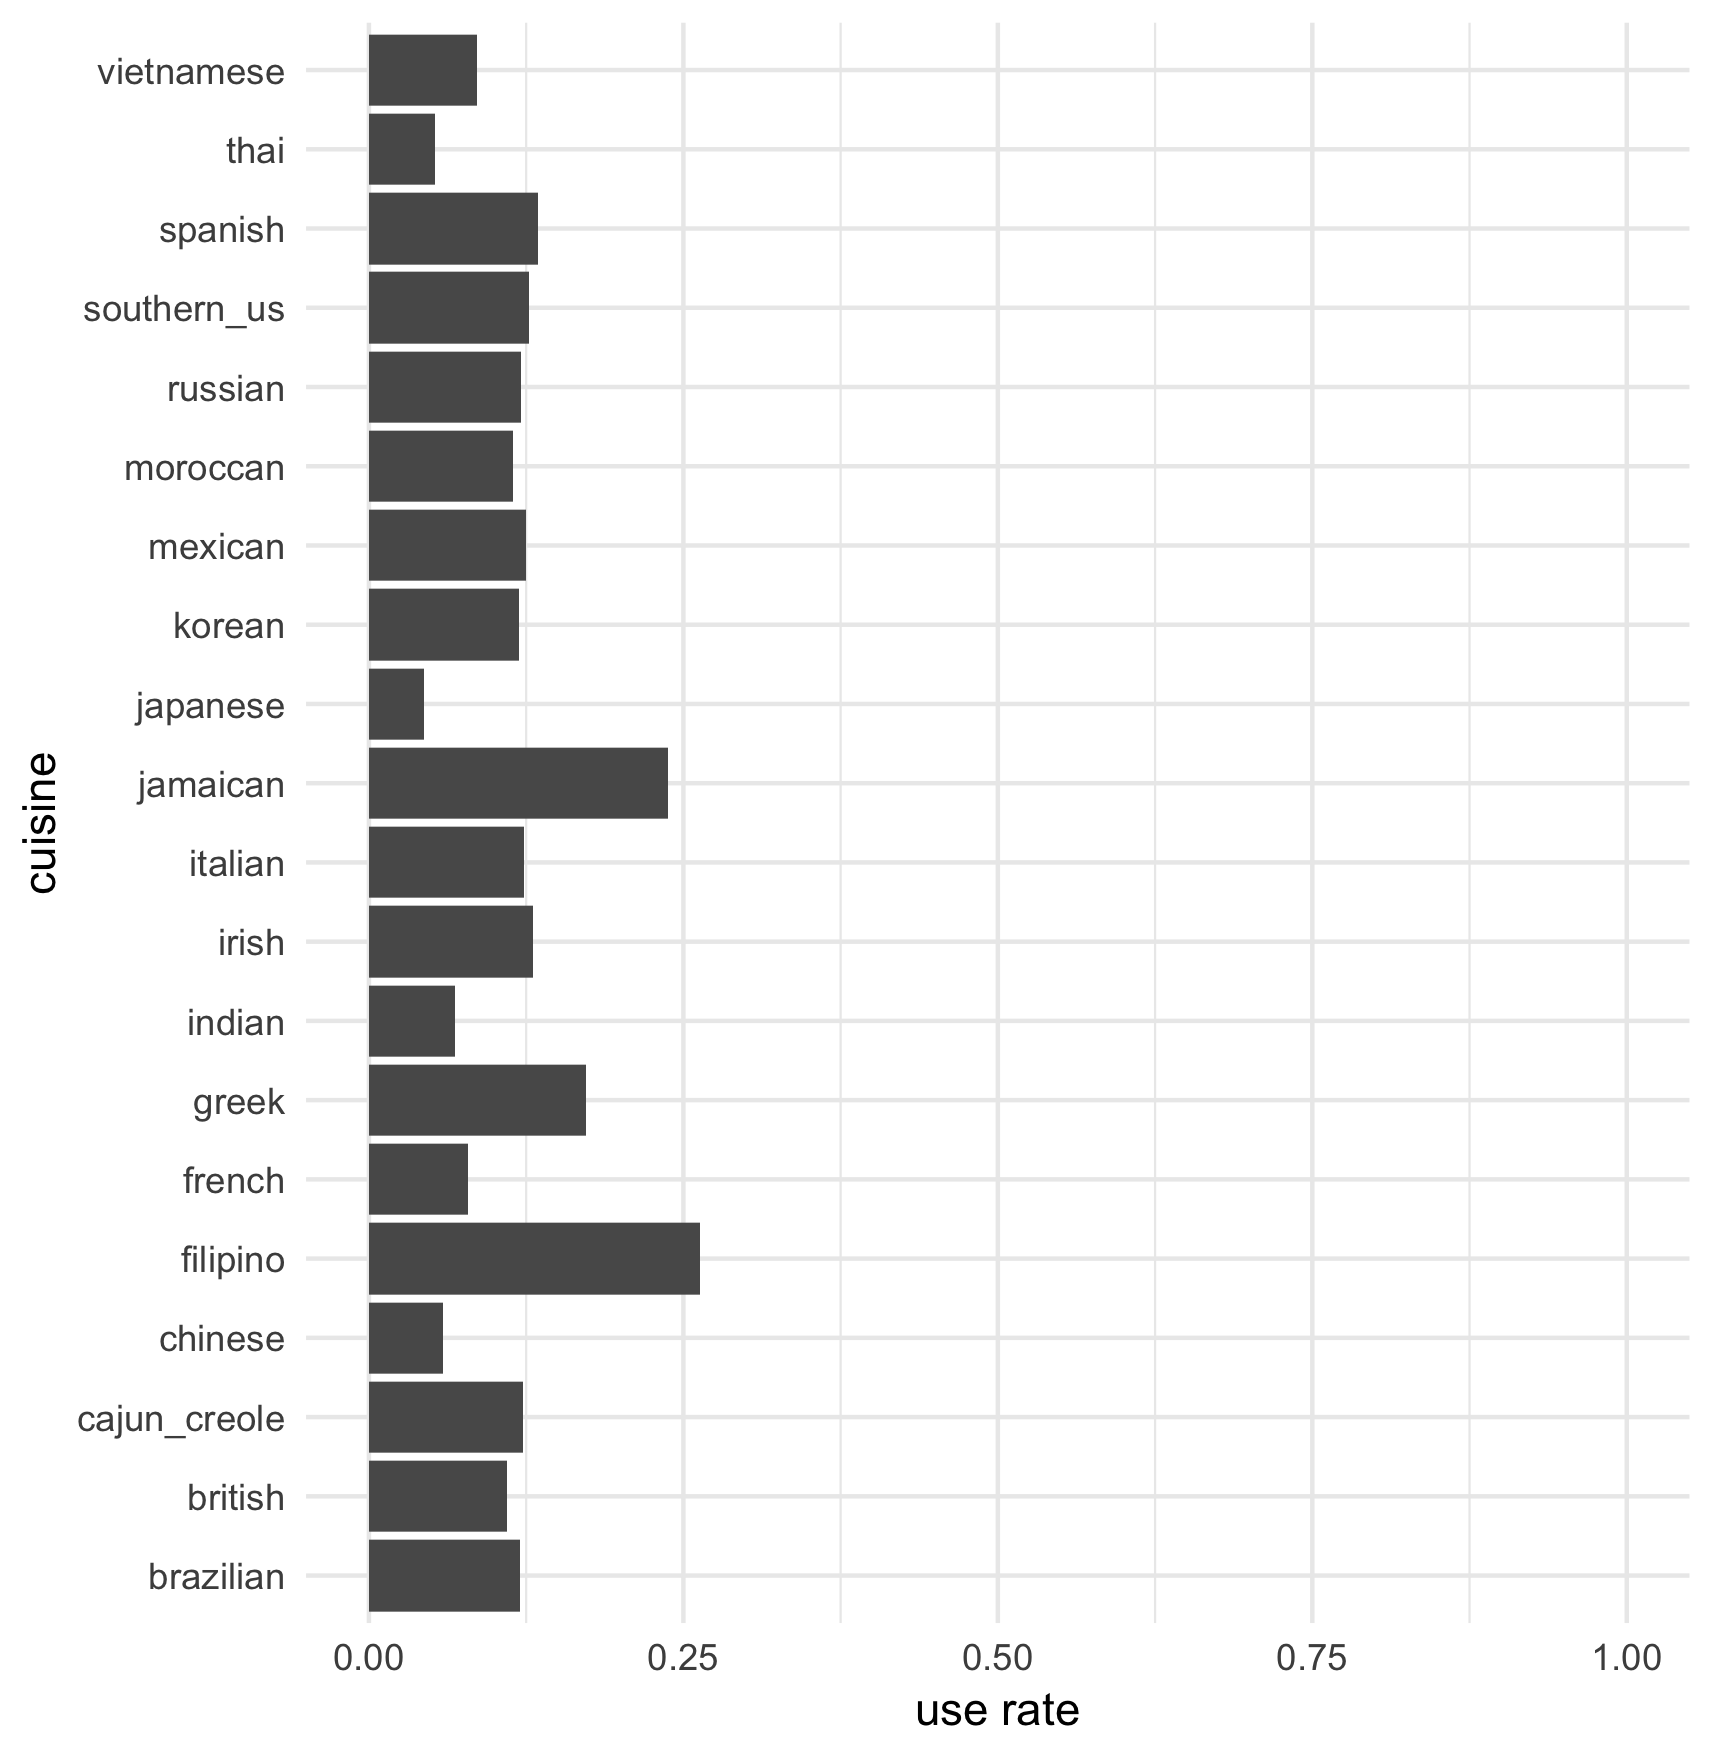 vietnamese
thai
spanish
southern_us
russian
moroccan
mexican
korean
japanese
jamaican
italian
irish
indian
greek
french
filipino
chinese
cajun_creole
british
brazilian
cuisine
0.00 0.25 0.50 0.75 1.00
use rate